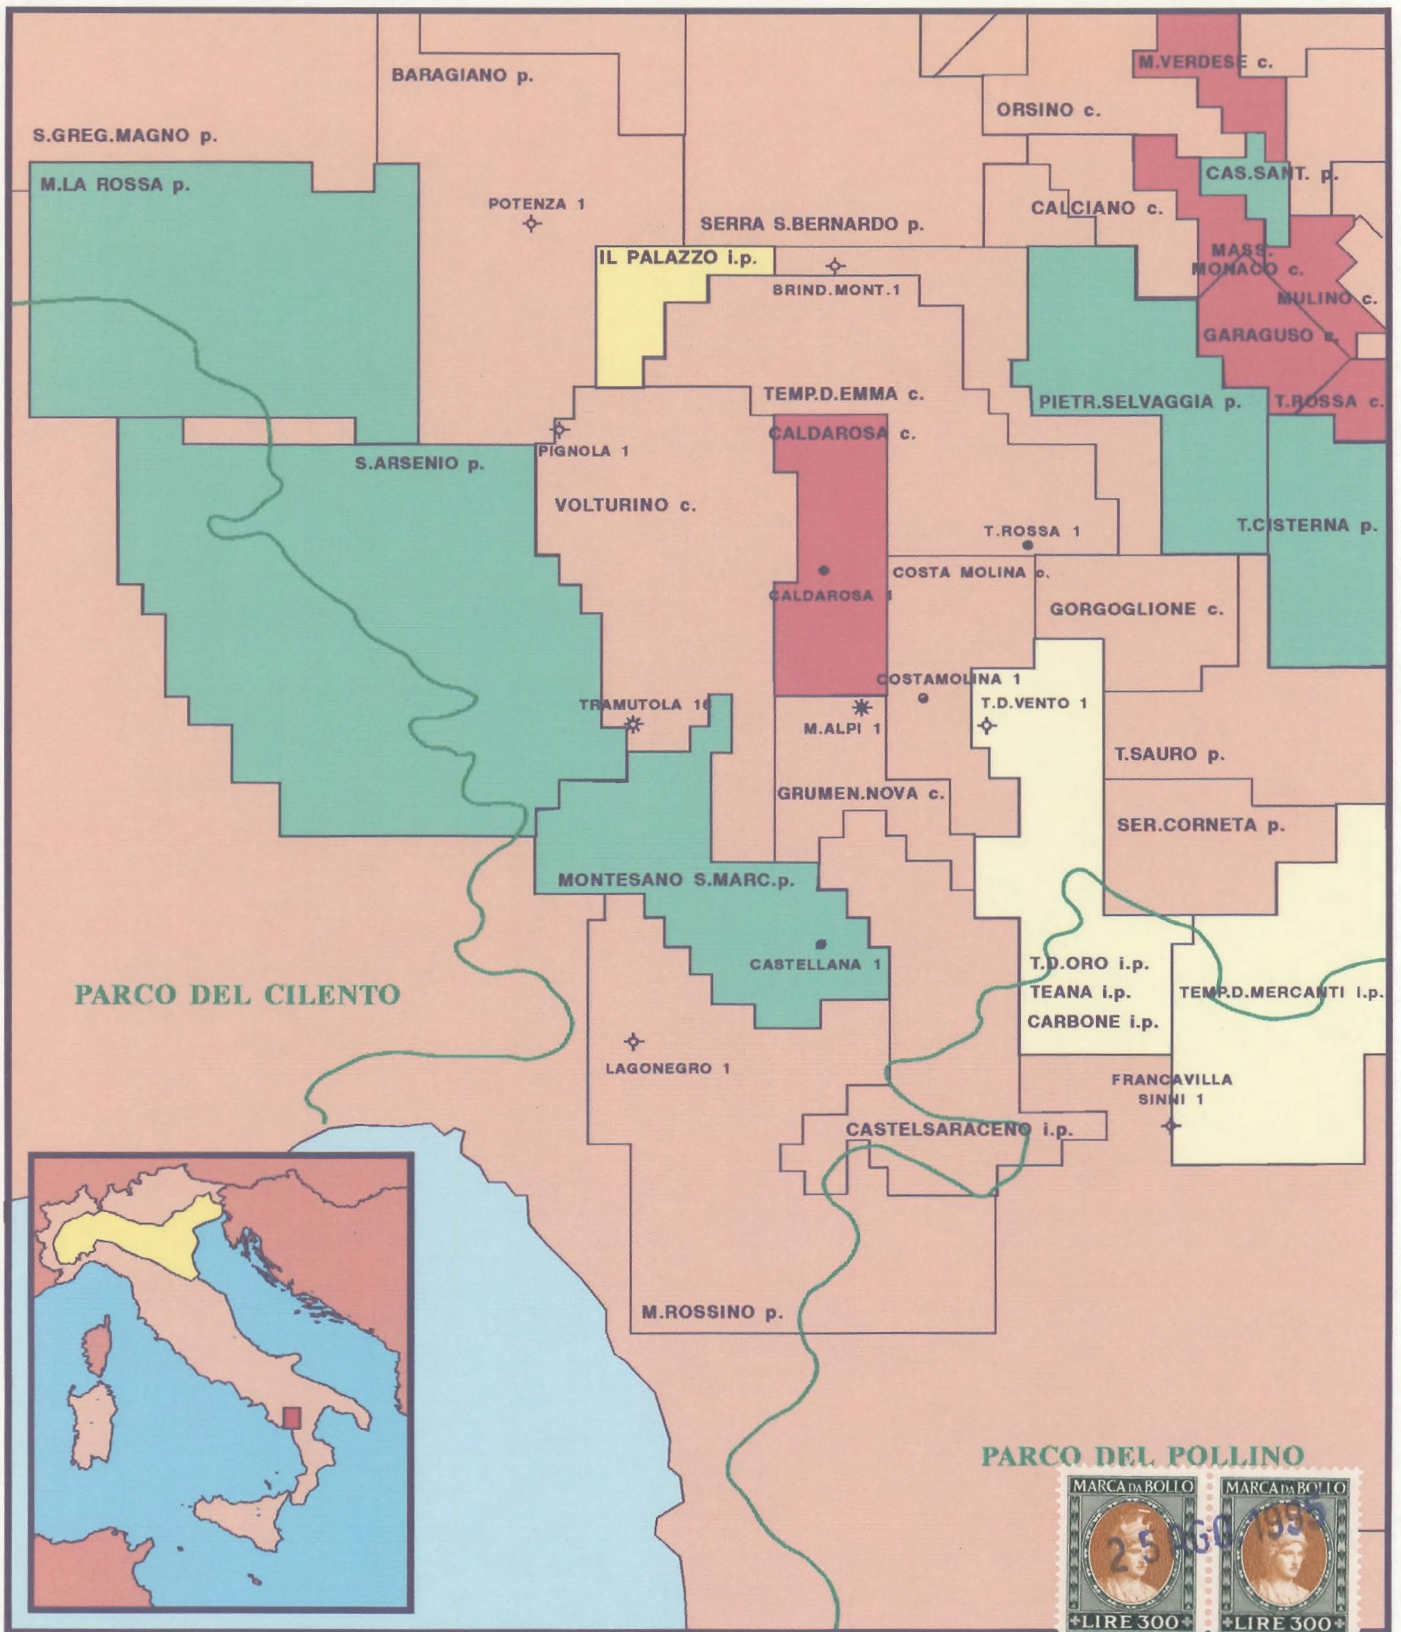 BARAGIANO p.
M.VERDESE c.
ORSINO c.
S.GREG.MAGNO p.
CAS.SANT. p.
M.LA ROSSA p.
POTENZA 1
CALCIANO c.
SERRA S.BERNARDO p.
MASS.
MONACO c.
IL PALAZZO i.p.
BRIND.MONT.1
MULINO c.
GARAGUSO c.
TEMP.D.EMMA c.
PIETR.SELVAGGIA p.
T.ROSSA c.
CALDAROSA c.
PIGNOLA 1
S.ARSENIO p.
VOLTURINO c.
T.ROSSA 1
T.CISTERNA p.
COSTA MOLINA c.
CALDAROSA 1
GORGOGLIONE c.
COSTAMOLINA 1
TRAMUTOLA 16
T.D.VENTO 1
M.ALPI 1
T.SAURO p.
GRUMEN.NOVA c.
SER.CORNETA p.
MONTESANO S.MARC.p.
CASTELLANA 1
T.D.ORO i.p.
TEANA i.p.
CARBONE i.p.
TEMP.D.MERCANTI i.p.
PARCO DEL CILENTO
LAGONEGRO 1
FRANCAVILLA
SINNI 1
CASTELSARACENO i.p.
M.ROSSINO p.
PARCO DEL POLLINO
MARCA DA BOLLO
MARCA DA BOLLO
25 AGO. 1995
LIRE 300
LIRE 300